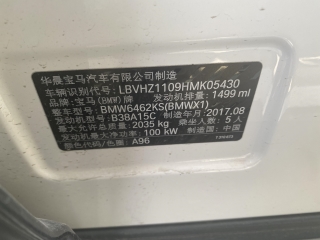 华晨宝马汽车有限公司制造
车辆识别代号: LBVHZ1109HMK05430
发动机排量: 1499 ml
品牌: 宝马(BMW)牌
整车型号: BMW6462KS(BMWX1)
发动机型号: B38A15C 制造年月: 2017.08
最大允许总质量: 2035 kg 乘坐人数: 5 人
发动机最大净功率: 100 kW 制造国: 中国
车身颜色代码: A96